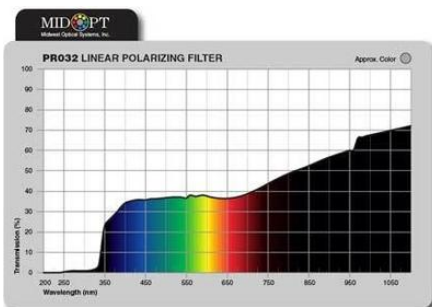 MIDOPT
Midwest Optical Systems, Inc.
PR032 LINEAR POLARIZING FILTER
Approx. Color
100
90
80
70
60
50
40
30
20
10
0
Transmission (%)
200 250 350 450 550 650 750 850 950 1050
Wavelength (nm)